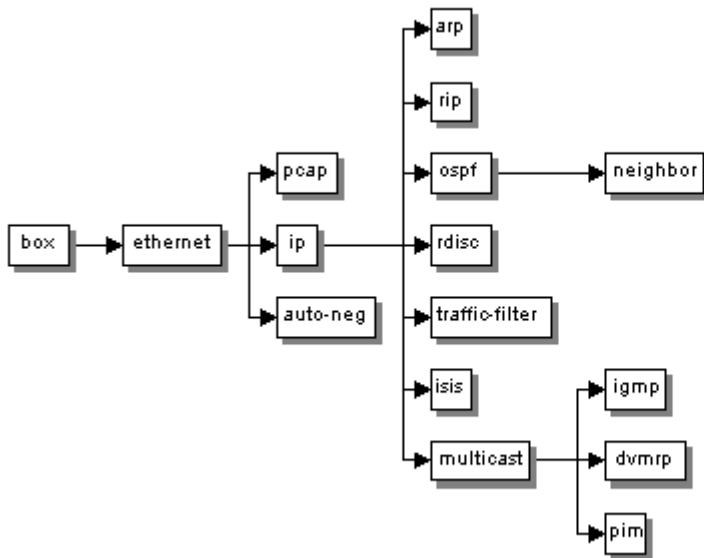 arp
rip
pcap
ospf
neighbor
box
ethernet
ip
rdisc
auto-neg
traffic-filter
isis
igmp
multicast
dvmrp
pim